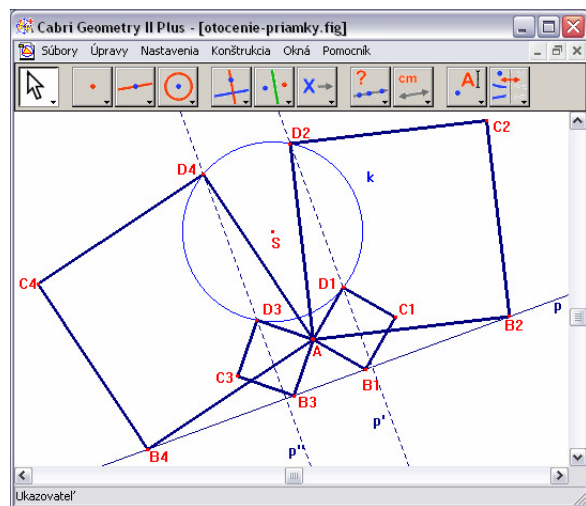 Cabri Geometry II Plus - [otocenie-priamky.fig]
Súbory Úpravy Nastavenia Konštrukcia Okná Pomocník
? cm A
D2 C2
D4 k
S
C4 D1
D3 C1 p
A B2
C3 B1
B3
p'' p'
B4
Ukazovateľ